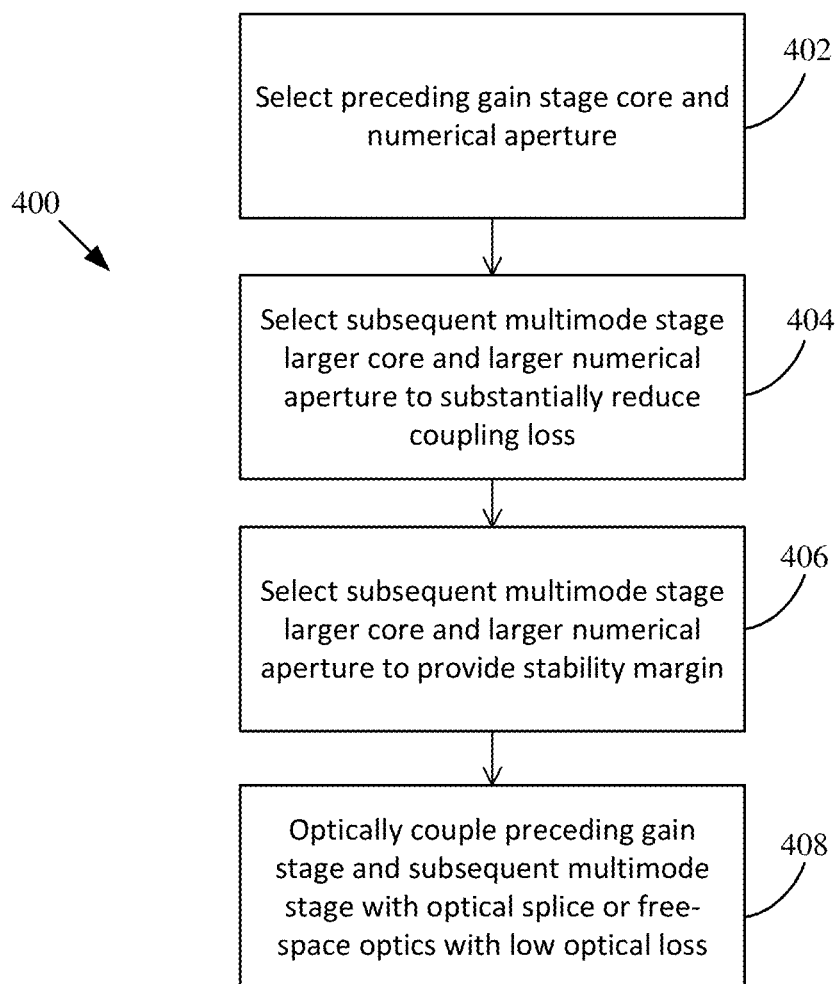 402
Select preceding gain stage core and
numerical aperture
400
Select subsequent multimode stage
larger core and larger numerical
aperture to substantially reduce
coupling loss
404
Select subsequent multimode stage
larger core and larger numerical
aperture to provide stability margin
406
Optically couple preceding gain
stage and subsequent multimode
stage with optical splice or free-
space optics with low optical loss
408